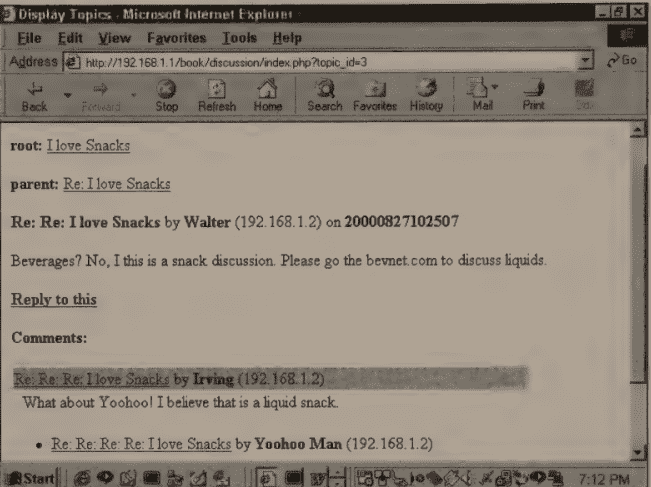 Display Topics - Microsoft Internet Explorer
File Edit View Favorites Tools Help
Address http://192.168.1.1/book/discussion/index.php?topic_id=3 Go
Back Forward Stop Refresh Home Search Favorites History Mail Print Edit
root: I love Snacks
parent: Re: I love Snacks
Re: Re: I love Snacks by Walter (192.168.1.2) on 20000827102507
Beverages? No, I this is a snack discussion. Please go the bevnet.com to discuss liquids.
Reply to this
Comments:
Re: Re: Re: I love Snacks by Irving (192.168.1.2)
What about Yoohoo! I believe that is a liquid snack.
• Re: Re: Re: Re: I love Snacks by Yoohoo Man (192.168.1.2)
Start 7:12 PM